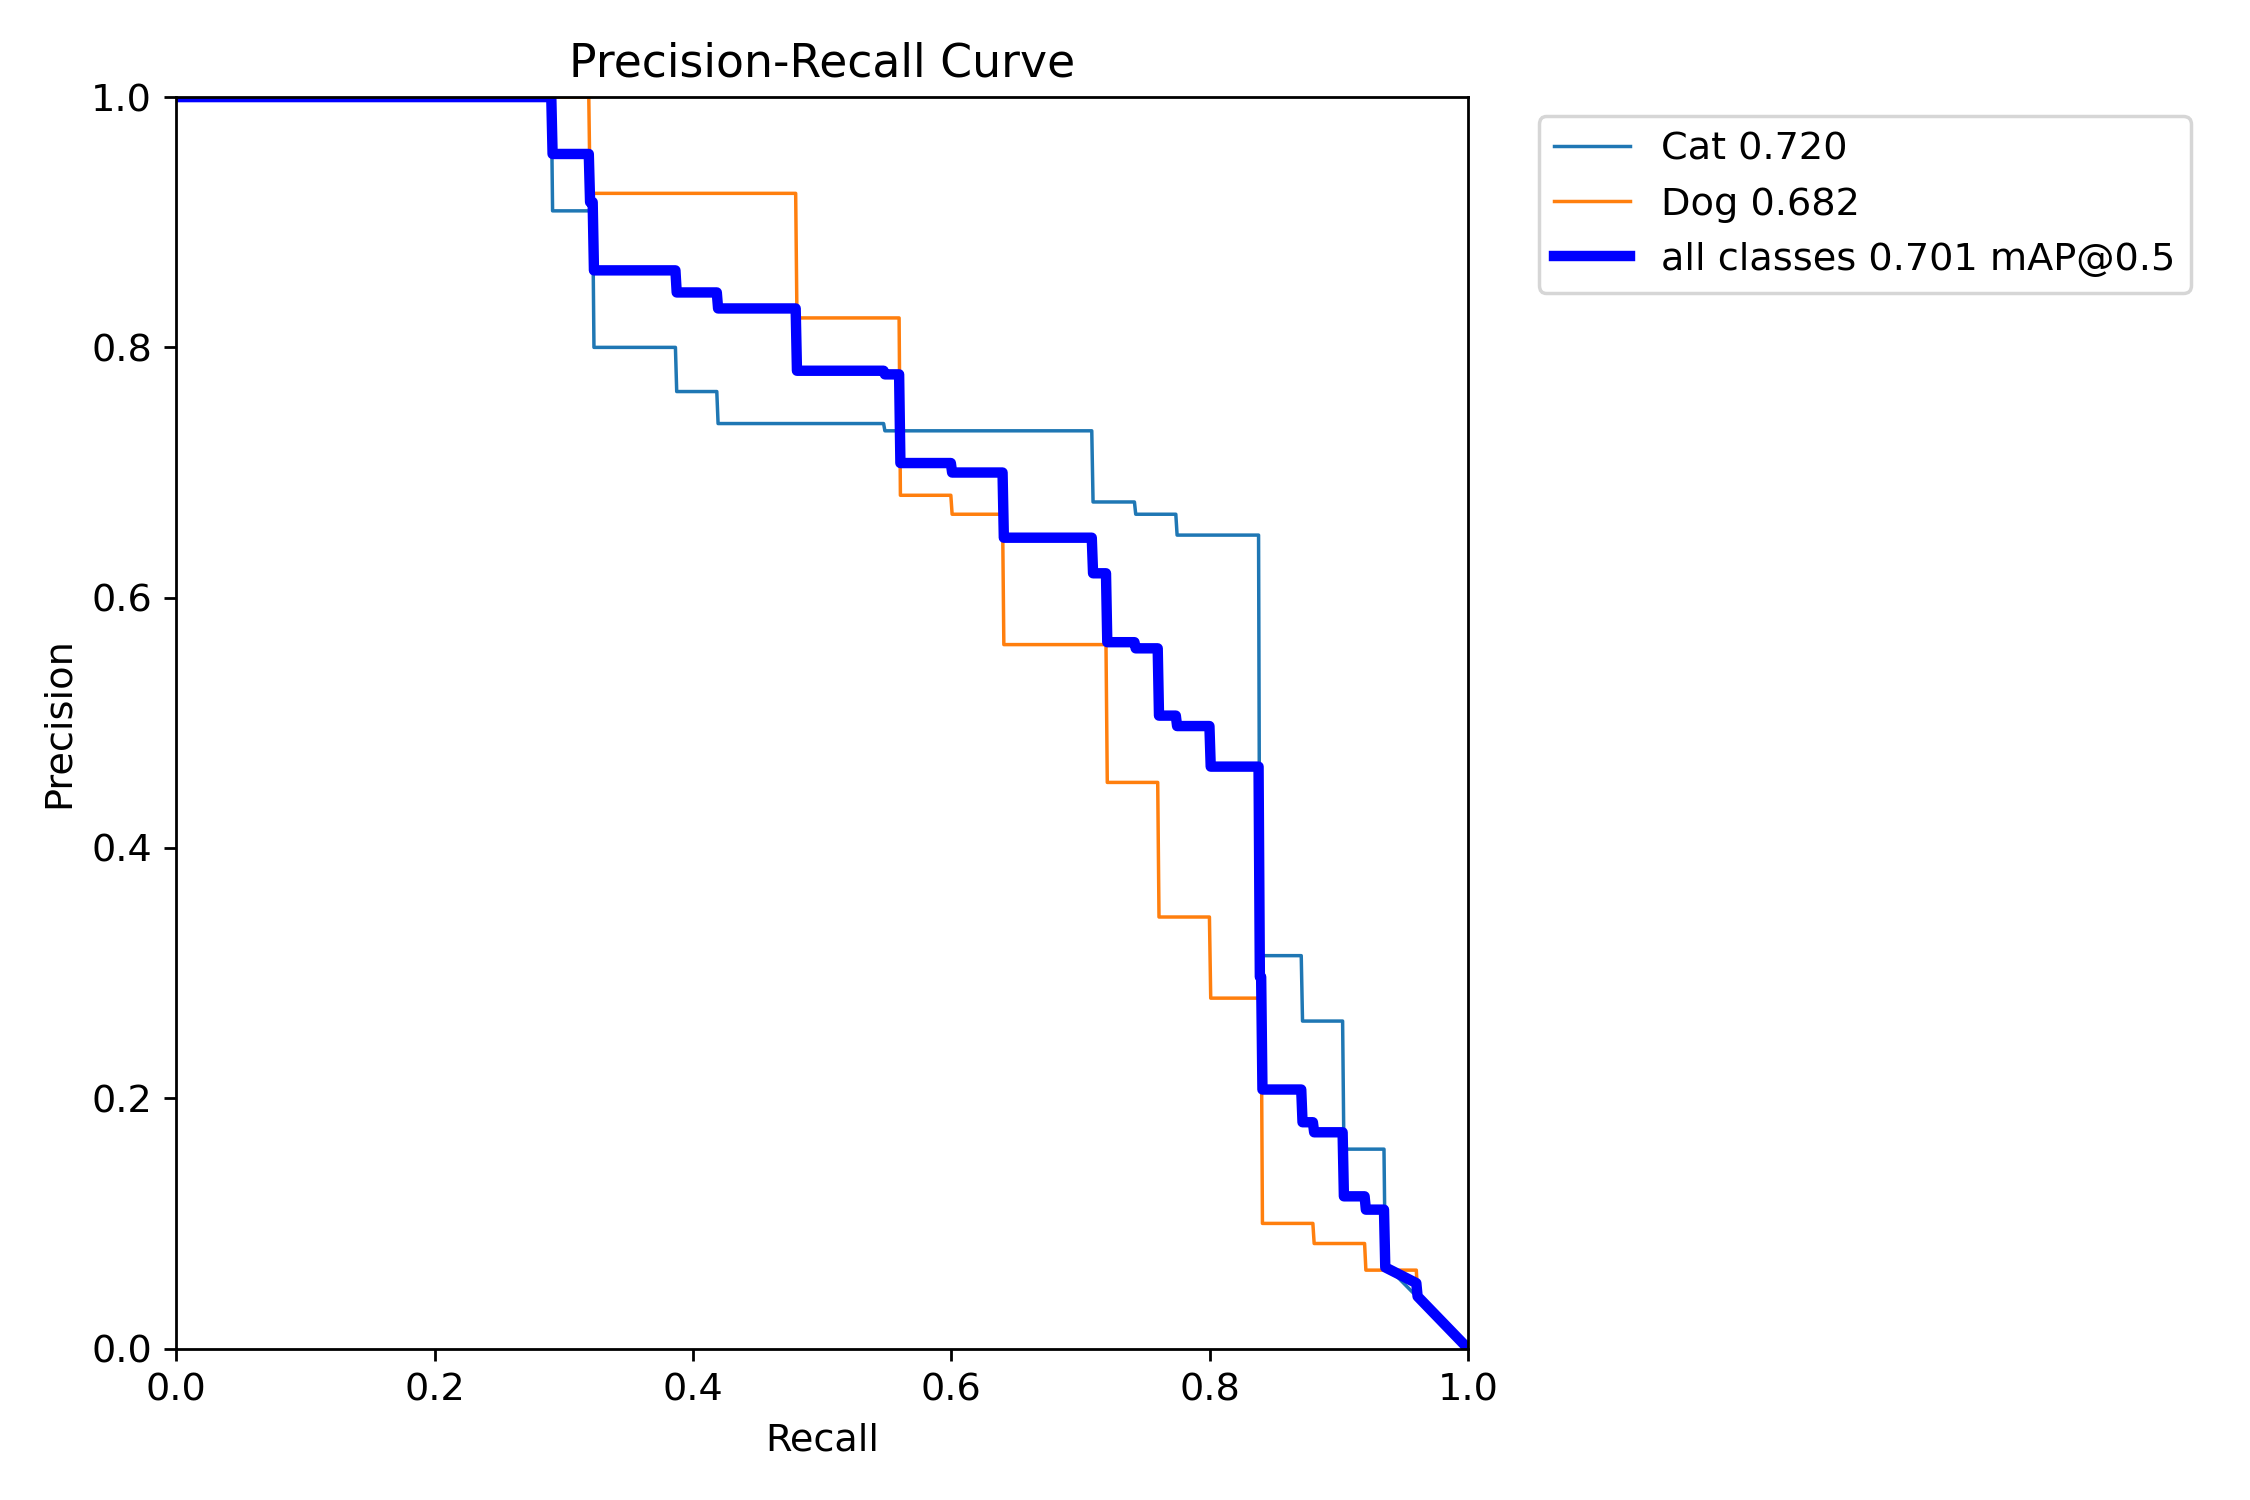 Precision-Recall Curve
1.0
0.8
0.6
0.4
0.2
0.0
Precision
0.0 0.2 0.4 0.6 0.8 1.0
Recall
Cat 0.720
Dog 0.682
all classes 0.701 mAP@0.5